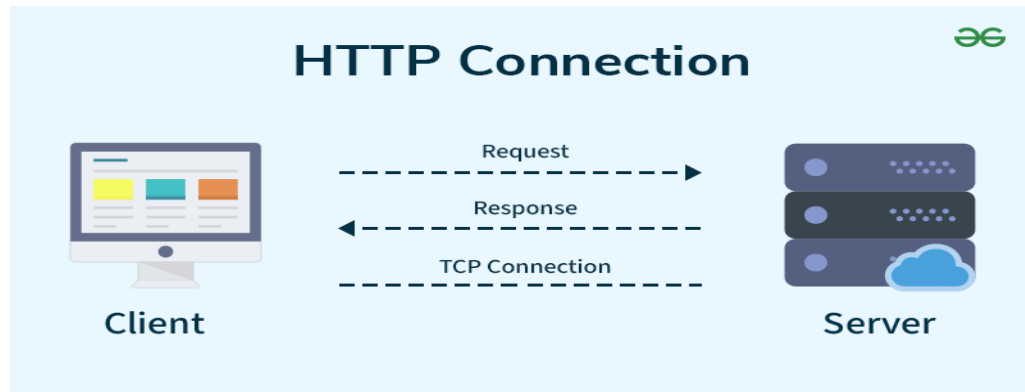 HTTP Connection
Request
Response
TCP Connection
Client
Server